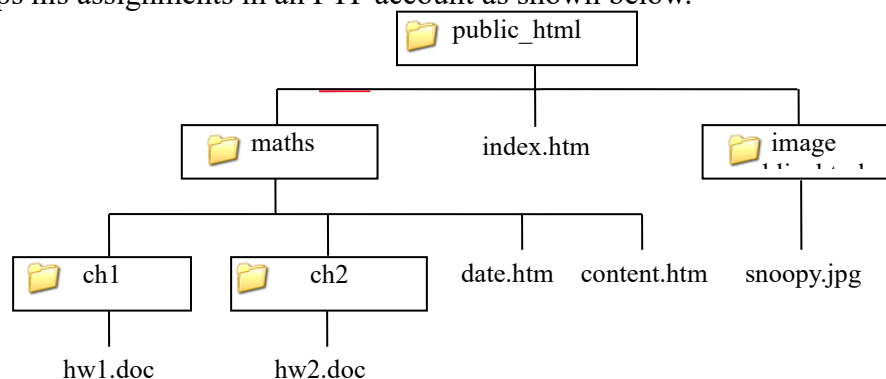 his assignments in an FTP account as shown below.
public_html
maths
index.htm
image
ch1
ch2
date.htm
content.htm
snoopy.jpg
hw1.doc
hw2.doc